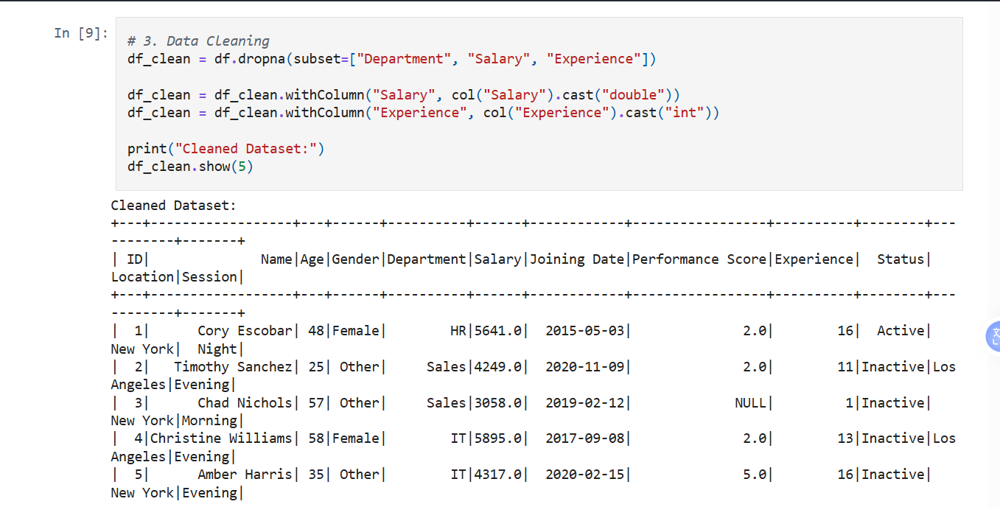 In [9]:
# 3. Data Cleaning
df_clean = df.dropna(subset=["Department", "Salary", "Experience"])
df_clean = df_clean.withColumn("Salary", col("Salary").cast("double"))
df_clean = df_clean.withColumn("Experience", col("Experience").cast("int"))
print("Cleaned Dataset:")
df_clean.show(5)
Cleaned Dataset:
+---+------------------+---+------+----------+------+------------+-----------------+----------+--------+---
--------+-------+
| ID|              Name|Age|Gender|Department|Salary|Joining Date|Performance Score|Experience|  Status|
Location|Session|
+---+------------------+---+------+----------+------+------------+-----------------+----------+--------+---
--------+-------+
|  1|      Cory Escobar| 48|Female|        HR|5641.0|  2015-05-03|              2.0|        16|  Active|
New York|  Night|
|  2|   Timothy Sanchez| 25| Other|     Sales|4249.0|  2020-11-09|              2.0|        11|Inactive|Los
Angeles|Evening|
|  3|      Chad Nichols| 57| Other|     Sales|3058.0|  2019-02-12|             NULL|         1|Inactive|
New York|Morning|
|  4|Christine Williams| 58|Female|        IT|5895.0|  2017-09-08|              2.0|        13|Inactive|Los
Angeles|Evening|
|  5|      Amber Harris| 35| Other|        IT|4317.0|  2020-02-15|              5.0|        16|Inactive|
New York|Evening|